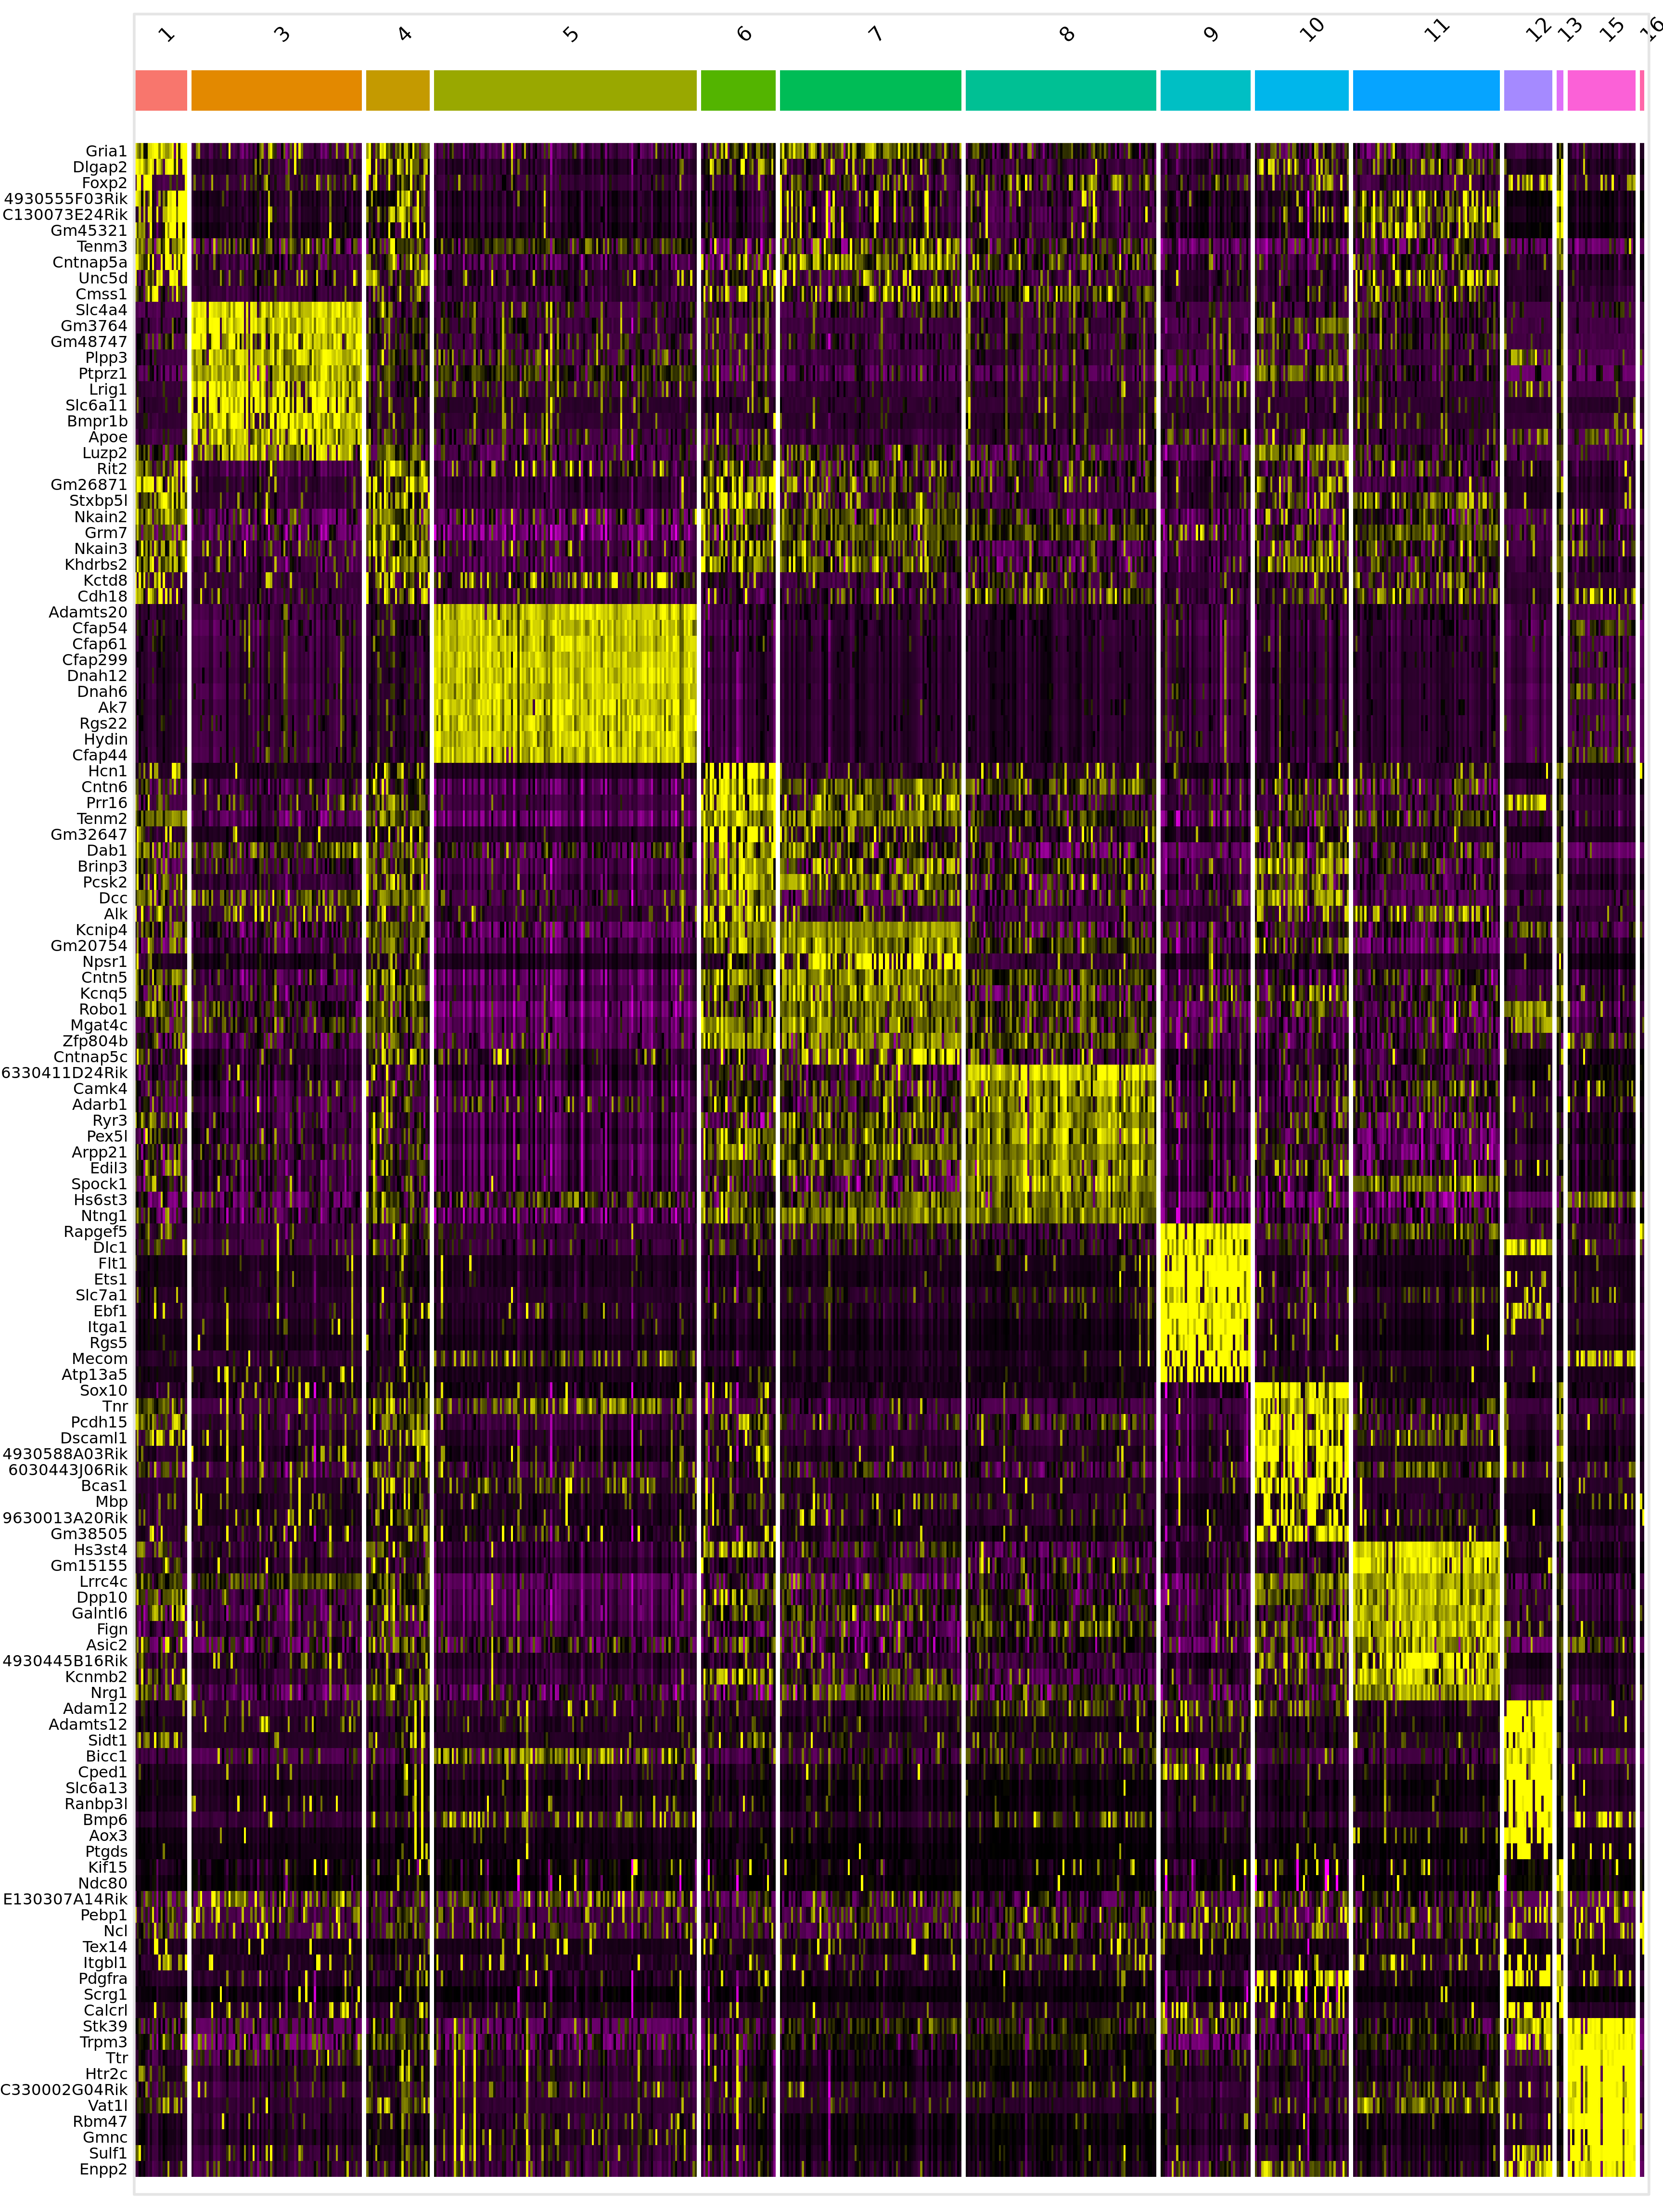 1 3 4 5 6 7 8 9 10 11 12 13 15 16
Gria1
Dlgap2
Foxp2
4930555F03Rik
C130073E24Rik
Gm45321
Tenm3
Cntnap5a
Unc5d
Cmss1
Slc4a4
Gm3764
Gm48747
Plpp3
Ptprz1
Lrig1
Slc6a11
Bmpr1b
Apoe
Luzp2
Rit2
Gm26871
Stxbp5l
Nkain2
Grm7
Nkain3
Khdrbs2
Kctd8
Cdh18
Adamts20
Cfap54
Cfap61
Cfap299
Dnah12
Dnah6
Ak7
Rgs22
Hydin
Cfap44
Hcn1
Cntn6
Prr16
Tenm2
Gm32647
Dab1
Brinp3
Pcsk2
Dcc
Alk
Kcnip4
Gm20754
Npsr1
Cntn5
Kcnq5
Robo1
Mgat4c
Zfp804b
Cntnap5c
6330411D24Rik
Camk4
Adarb1
Ryr3
Pex5l
Arpp21
Edil3
Spock1
Hs6st3
Ntng1
Rapgef5
Dlc1
Flt1
Ets1
Slc7a1
Ebf1
Itga1
Rgs5
Mecom
Atp13a5
Sox10
Tnr
Pcdh15
Dscaml1
4930588A03Rik
6030443J06Rik
Bcas1
Mbp
9630013A20Rik
Gm38505
Hs3st4
Gm15155
Lrrc4c
Dpp10
Galntl6
Fign
Asic2
4930445B16Rik
Kcnmb2
Nrg1
Adam12
Adamts12
Sidt1
Bicc1
Cped1
Slc6a13
Ranbp3l
Bmp6
Aox3
Ptgds
Kif15
Ndc80
E130307A14Rik
Pebp1
Ncl
Tex14
Itgbl1
Pdgfra
Scrg1
Calcrl
Stk39
Trpm3
Ttr
Htr2c
C330002G04Rik
Vat1l
Rbm47
Gmnc
Sulf1
Enpp2